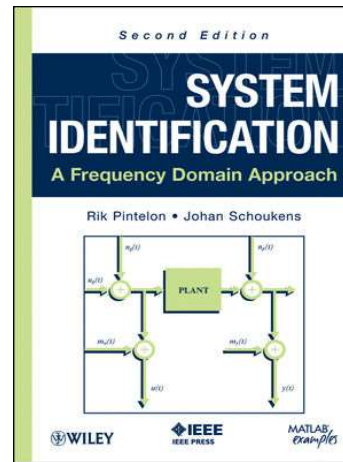 Second Edition
SYSTEM
IDENTIFICATION
A Frequency Domain Approach
Rik Pintelon • Johan Schoukens
PLANT
u(t)
y(t)
WILEY
IEEE
IEEE PRESS
MATLAB
examples